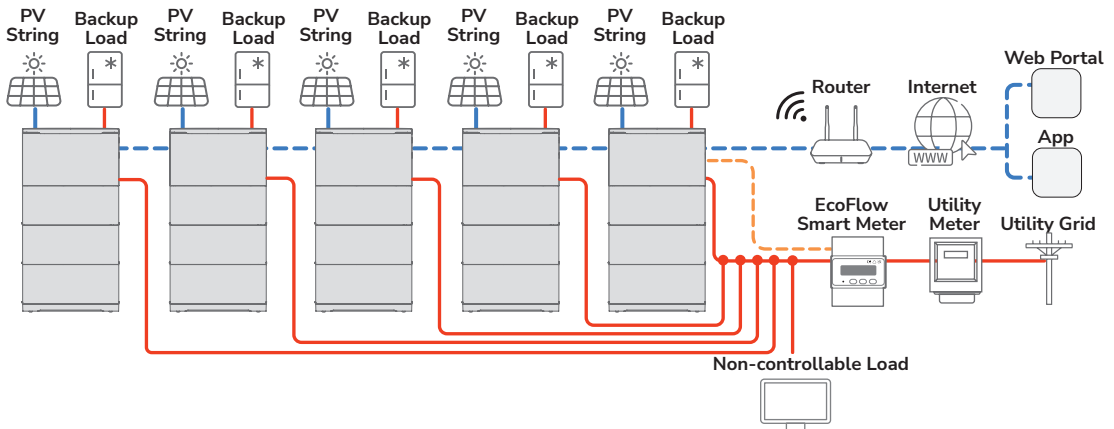 PV
String
Backup
Load
PV
String
Backup
Load
PV
String
Backup
Load
PV
String
Backup
Load
PV
String
Backup
Load
Web Portal
Router
Internet
WWW
App
EcoFlow
Smart Meter
Utility
Meter
Utility Grid
Non-controllable Load